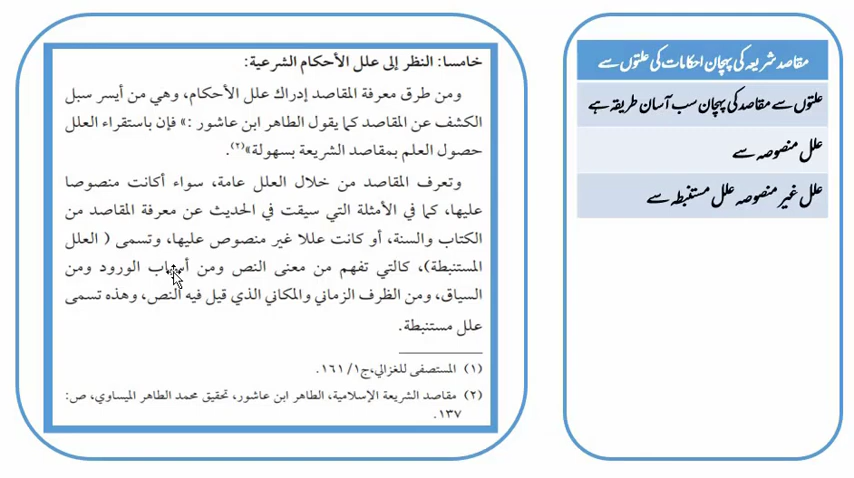 خامسا: النظر إلى علل الأحكام الشرعية:
ومن طرق معرفة المقاصد إدراك علل الأحكام، وهي من أيسر سبل
الكشف عن المقاصد كما يقول الطاهر ابن عاشور :» فإن باستقراء العلل
حصول العلم بمقاصد الشريعة بسهولة»(٢).
وتعرف المقاصد من خلال العلل عامة، سواء أكانت منصوصا
عليها، كما في الأمثلة التي سيقت في الحديث عن معرفة المقاصد من
الكتاب والسنة، أو كانت عللا غير منصوص عليها، وتسمى ( العلل
المستنبطة)، كالتي تفهم من معنى النص ومن أسباب الورود ومن
السياق، ومن الظرف الزماني والمكاني الذي قيل فيه النص، وهذه تسمى
علل مستنبطة.
(١) المستصفى للغزالي،ج١/ ١٦١.
(٢) مقاصد الشريعة الإسلامية، الطاهر ابن عاشور، تحقيق محمد الطاهر الميساوي، ص:
١٣٧.
مقاصد شریعہ کی پہچان احکامات کی علتوں سے
علتوں سے مقاصد کی پہچان سب آسان طریقہ ہے
علل منصوصہ سے
علل غیر منصوصہ علل مستنبطہ سے